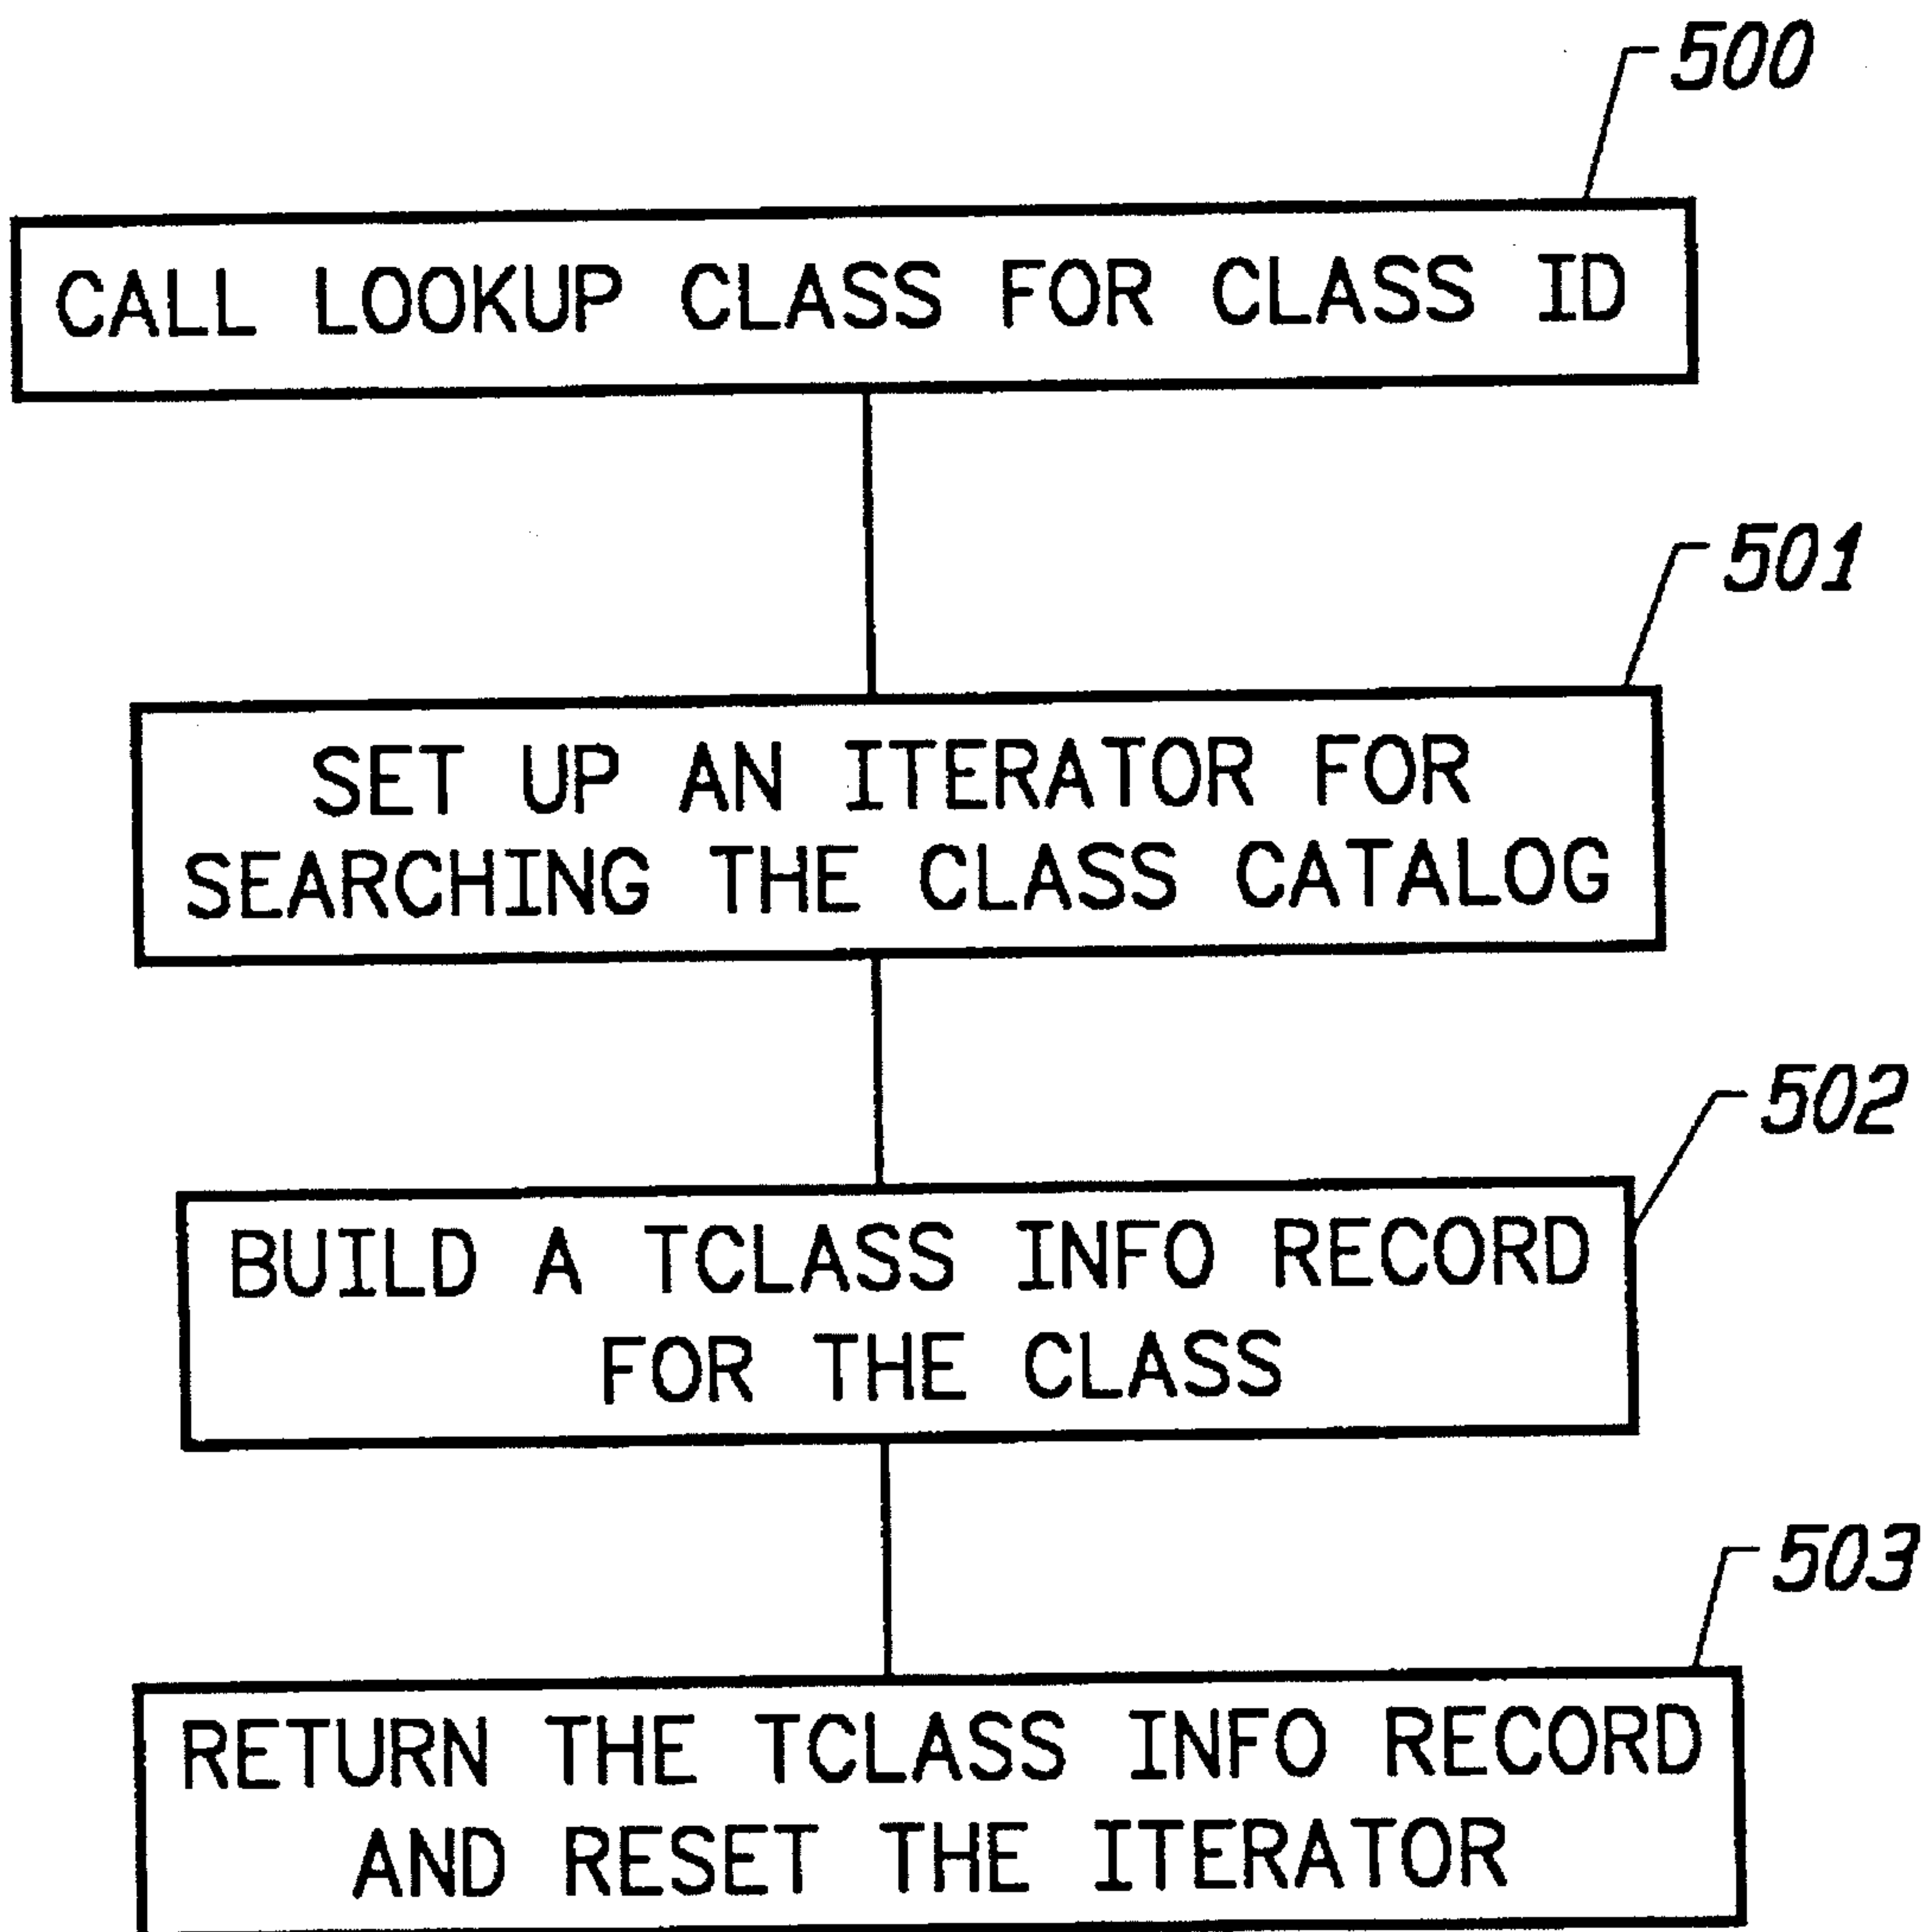 500
CALL LOOKUP CLASS FOR CLASS ID
501
SET UP AN ITERATOR FOR
SEARCHING THE CLASS CATALOG
502
BUILD A TCLASS INFO RECORD
FOR THE CLASS
503
RETURN THE TCLASS INFO RECORD
AND RESET THE ITERATOR